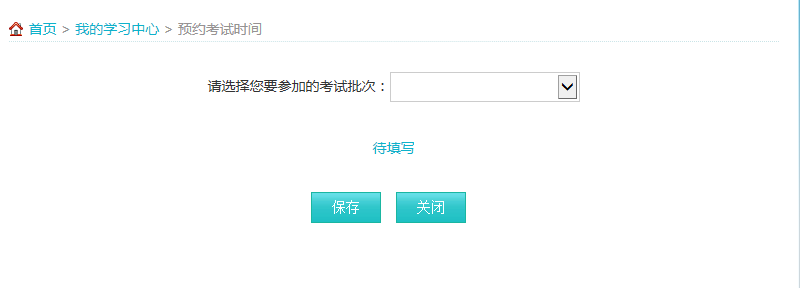 首页 > 我的学习中心 > 预约考试时间
请选择您要参加的考试批次：
待填写
保存 关闭